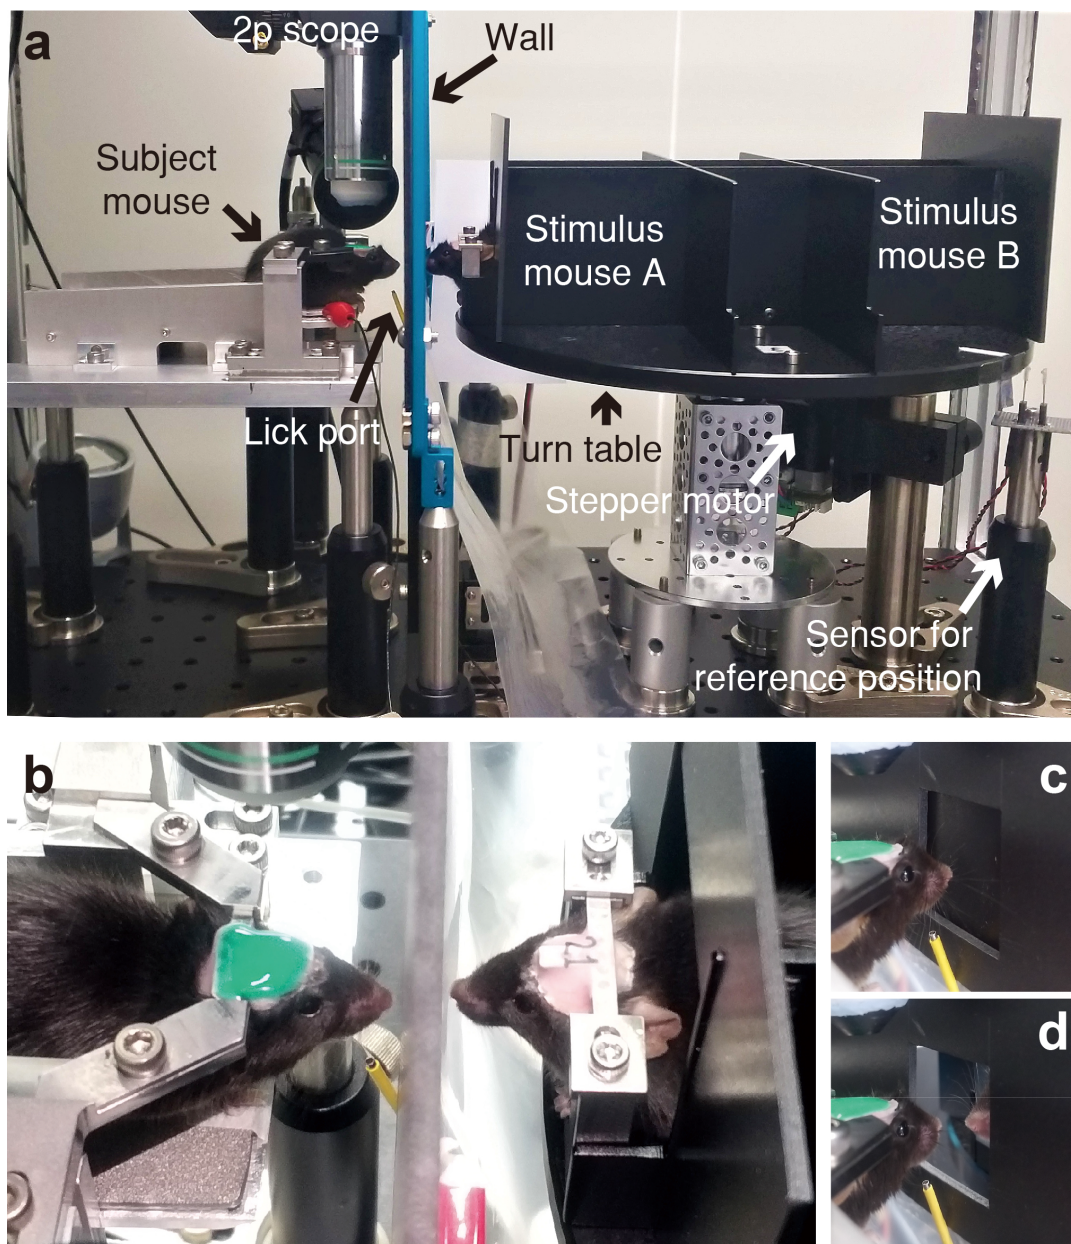 a
2p scope
Wall
Subject
mouse
Stimulus
mouse A
Stimulus
mouse B
Lick port
Turn table
Stepper motor
Sensor for
reference position
b
21
c
d